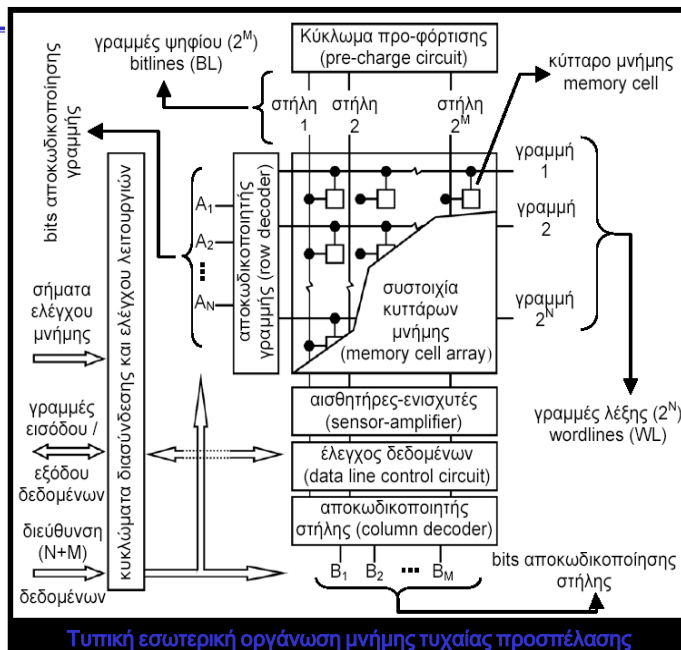 γραμμές ψηφίου (2^M)
bitlines (BL)
Κύκλωμα προ-φόρτισης
(pre-charge circuit)
κύτταρο μνήμης
memory cell
στήλη
1
στήλη
2
στήλη
2^M
bits αποκωδικοποίησης
γραμμής
A1
A2
...
AN
αποκωδικοποιητής
γραμμής (row decoder)
γραμμή
1
γραμμή
2
γραμμή
2^N
συστοιχία
κυττάρων
μνήμης
(memory cell array)
γραμμές λέξης (2^N)
wordlines (WL)
σήματα
ελέγχου
μνήμης
γραμμές
εισόδου /
εξόδου
δεδομένων
διεύθυνση
(N+M)
δεδομένων
κυκλώματα διασύνδεσης και ελέγχου λειτουργιών
αισθητήρες-ενισχυτές
(sensor-amplifier)
έλεγχος δεδομένων
(data line control circuit)
αποκωδικοποιητής
στήλης (column decoder)
B1 B2 ... BM
bits αποκωδικοποίησης
στήλης
Τυπική εσωτερική οργάνωση μνήμης τυχαίας προσπέλασης